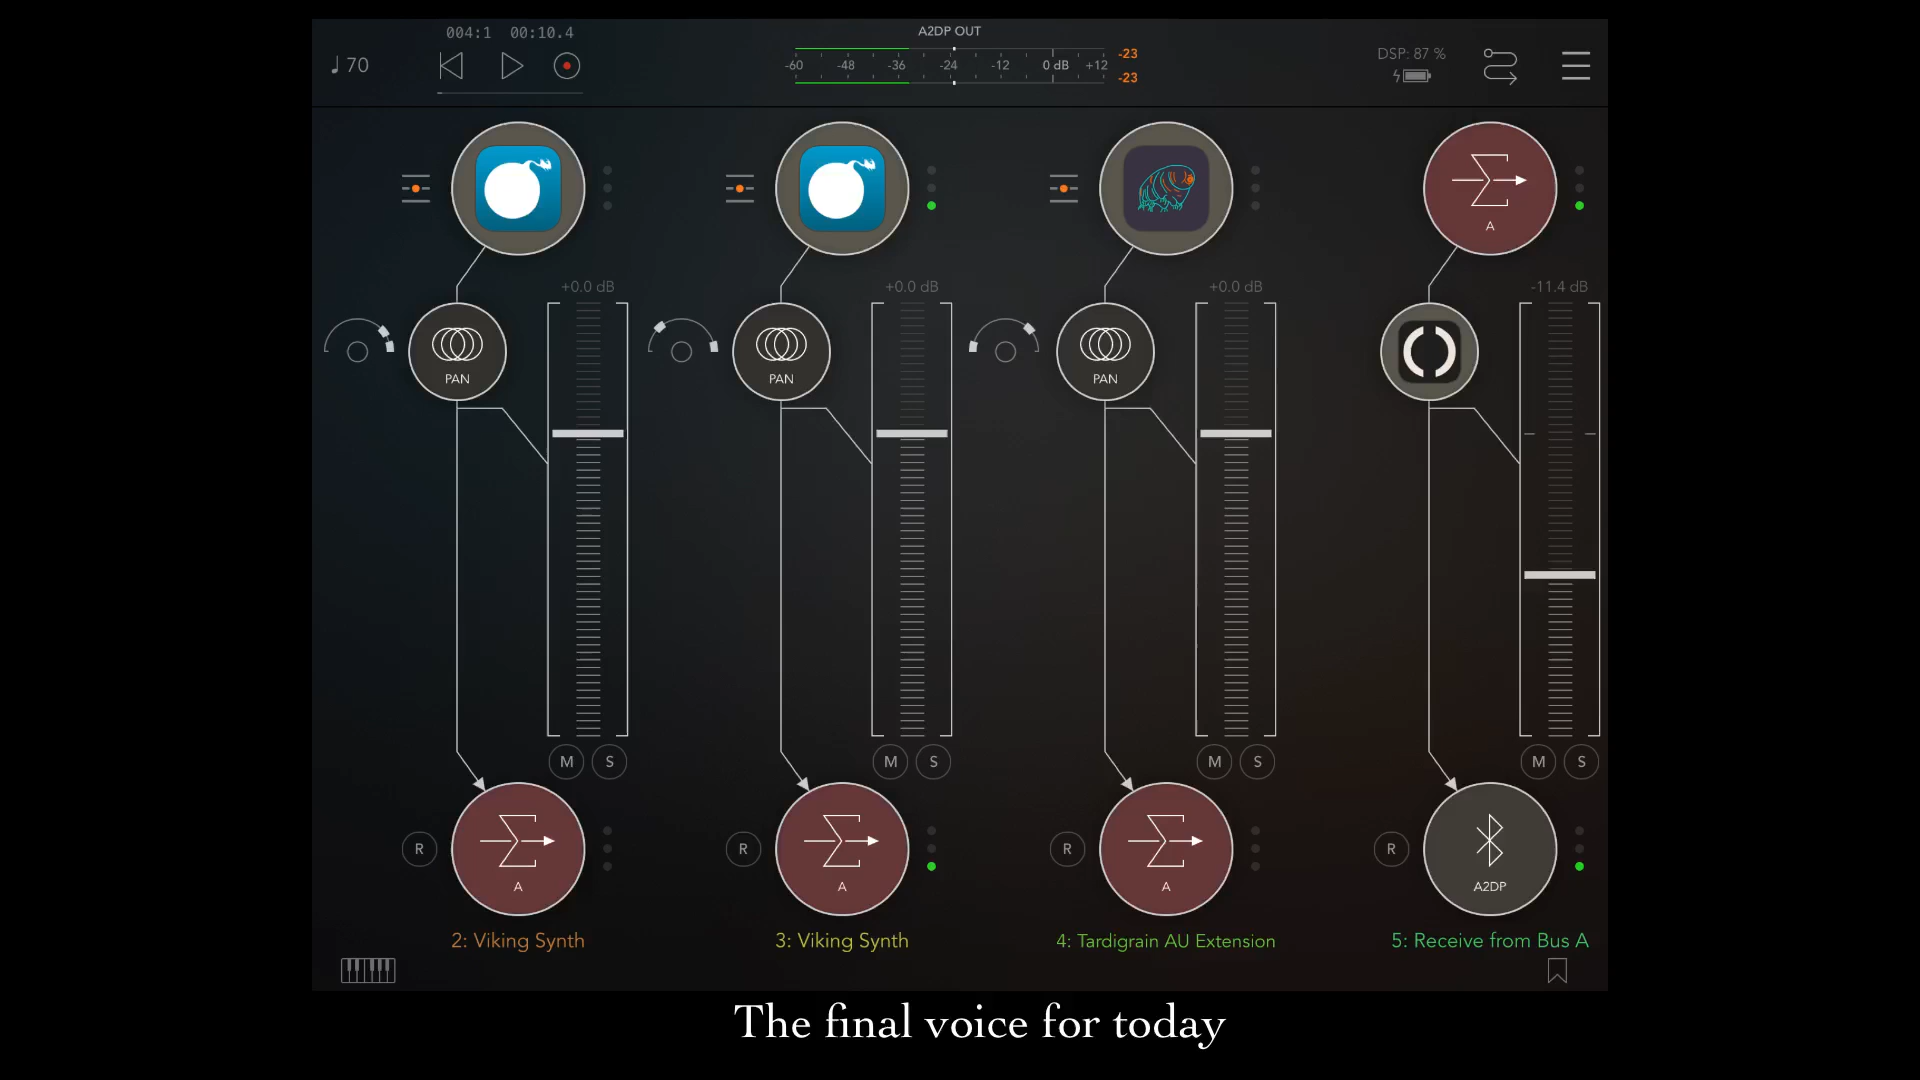 004:1 00:10.4
A2DP OUT
70
-60 -48 -36 -24 -12 0 dB +12
-23
-23
DSP: 87 %
A
+0.0 dB
+0.0 dB
+0.0 dB
-11.4 dB
PAN
PAN
PAN
M S
M S
M S
M S
R
R
R
R
A
A
A
A2DP
2: Viking Synth
3: Viking Synth
4: Tardigrain AU Extension
5: Receive from Bus A
The final voice for today